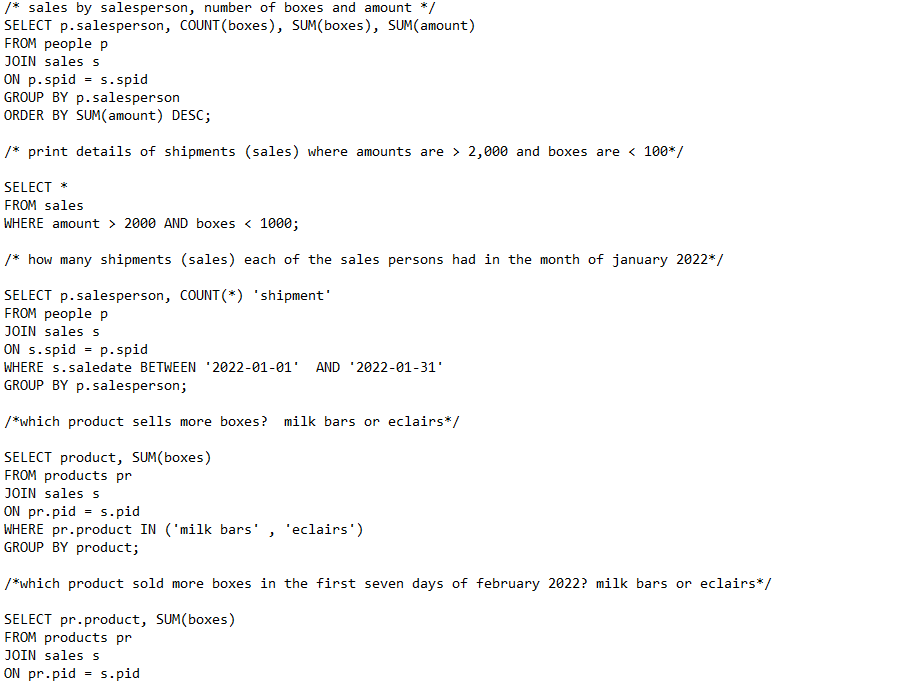 /* sales by salesperson, number of boxes and amount */
SELECT p.salesperson, COUNT(boxes), SUM(boxes), SUM(amount)
FROM people p
JOIN sales s
ON p.spid = s.spid
GROUP BY p.salesperson
ORDER BY SUM(amount) DESC;
/* print details of shipments (sales) where amounts are > 2,000 and boxes are < 100*/
SELECT *
FROM sales
WHERE amount > 2000 AND boxes < 1000;
/* how many shipments (sales) each of the sales persons had in the month of january 2022*/
SELECT p.salesperson, COUNT(*) 'shipment'
FROM people p
JOIN sales s
ON s.spid = p.spid
WHERE s.saledate BETWEEN '2022-01-01'  AND '2022-01-31'
GROUP BY p.salesperson;
/*which product sells more boxes?  milk bars or eclairs*/
SELECT product, SUM(boxes)
FROM products pr
JOIN sales s
ON pr.pid = s.pid
WHERE pr.product IN ('milk bars' , 'eclairs')
GROUP BY product;
/*which product sold more boxes in the first seven days of february 2022? milk bars or eclairs*/
SELECT pr.product, SUM(boxes)
FROM products pr
JOIN sales s
ON pr.pid = s.pid